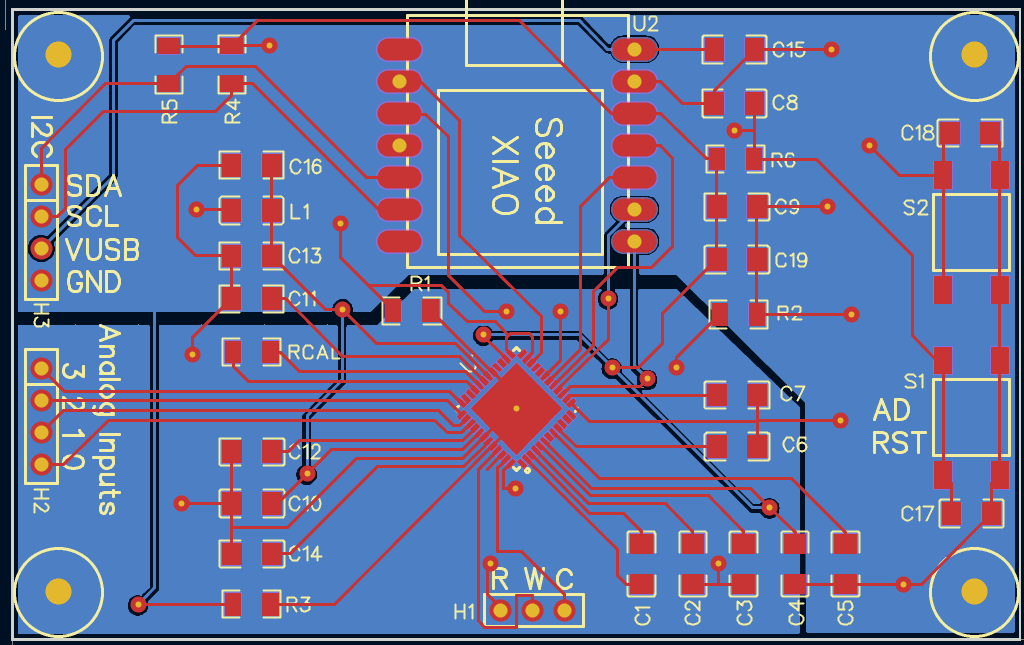 U2
C15
R5
R4
C8
I2C
C18
Seeed
XIAO
R6
C16
SDA
SCL
VUSB
GND
L1
C9
S2
C13
C19
R1
C11
H3
R2
Analog Inputs
RCAL
3
2
1
0
S1
C7
AD
RST
C12
C6
H2
C10
C17
C14
R W C
H1
R3
C1
C2
C3
C4
C5